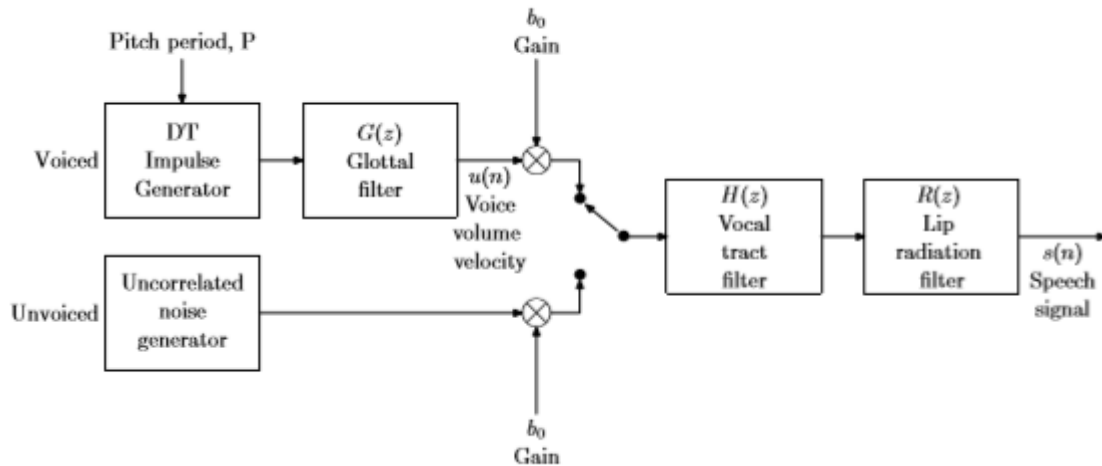 b₀
Gain
Pitch period, P
Voiced
DT
Impulse
Generator
G(z)
Glottal
filter
u(n)
Voice
volume
velocity
H(z)
Vocal
tract
filter
R(z)
Lip
radiation
filter
s(n)
Speech
signal
Unvoiced
Uncorrelated
noise
generator
b₀
Gain